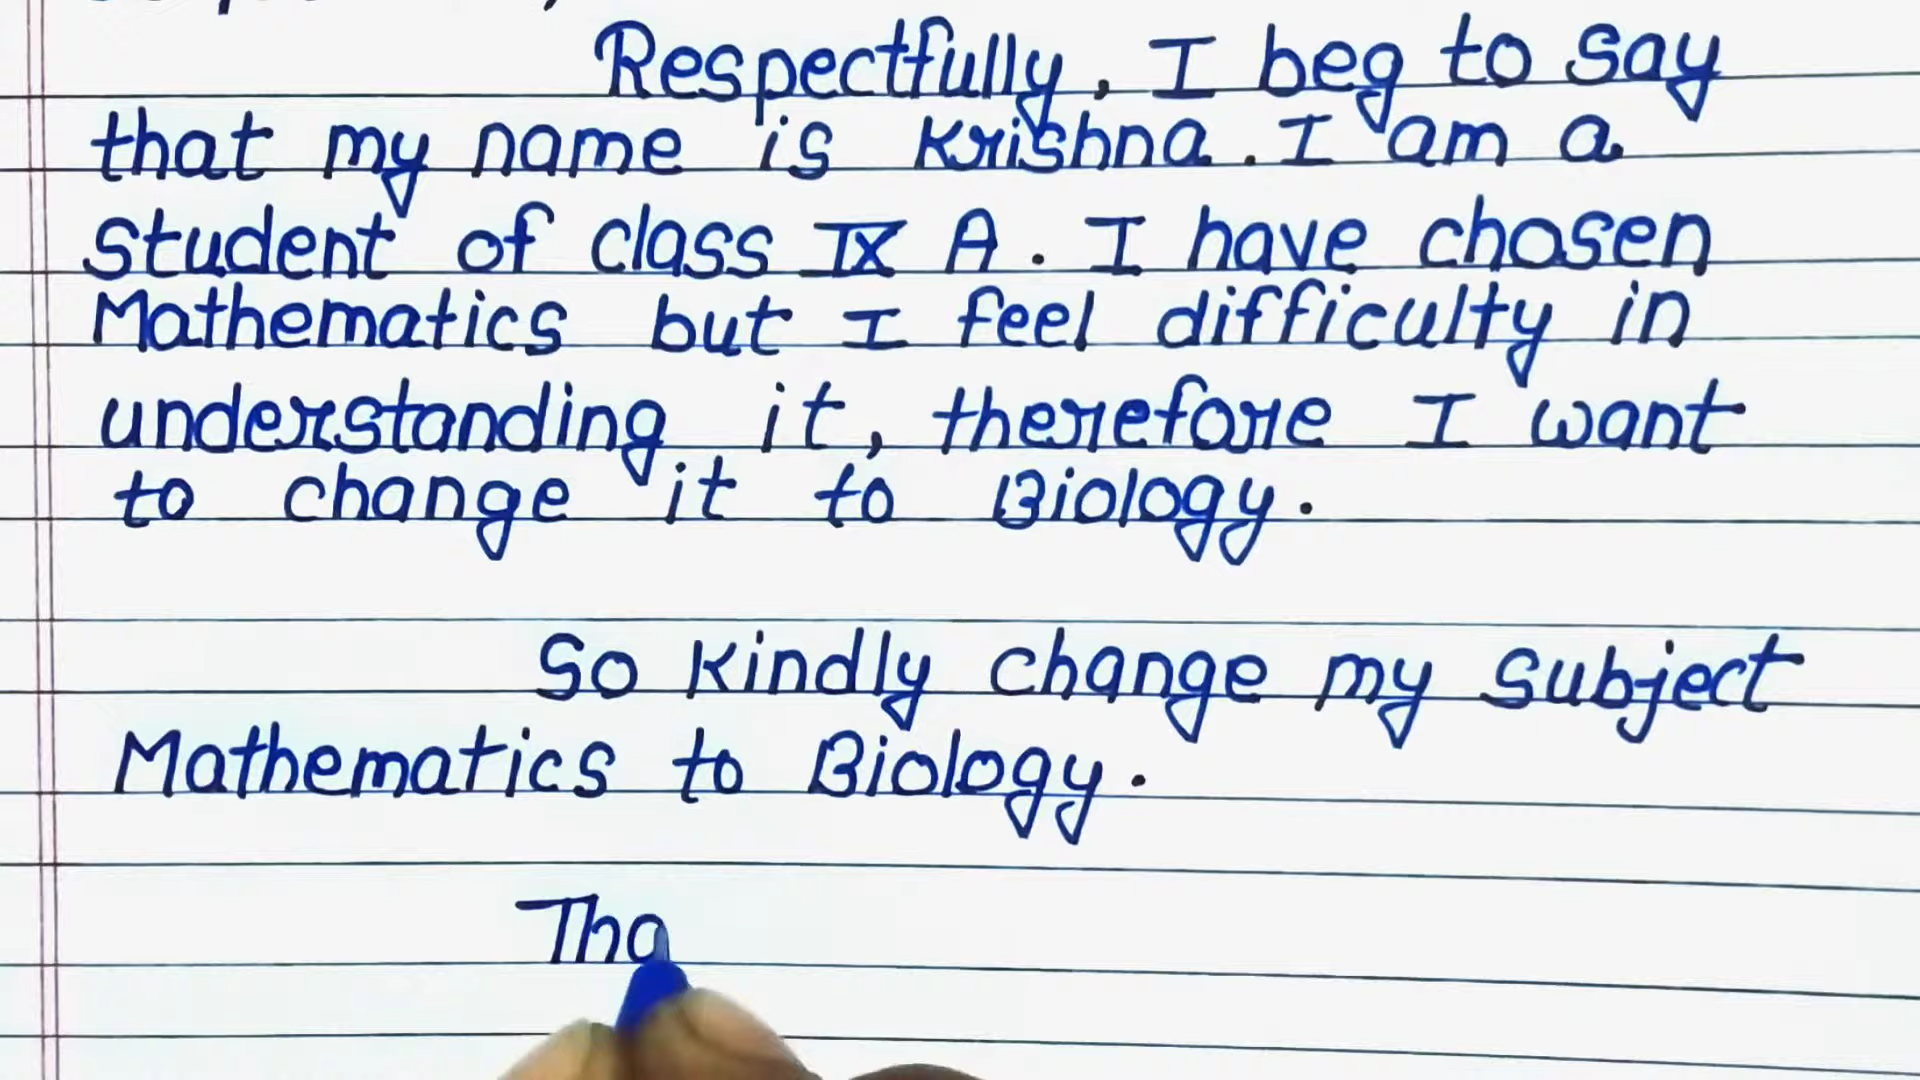 Respectfully, I beg to say
that my name is Krishna. I am a
student of class IX A. I have chosen
Mathematics but I feel difficulty in
understanding it, therefore I want
to change it to Biology.
So kindly change my subject
Mathematics to Biology.
Tha